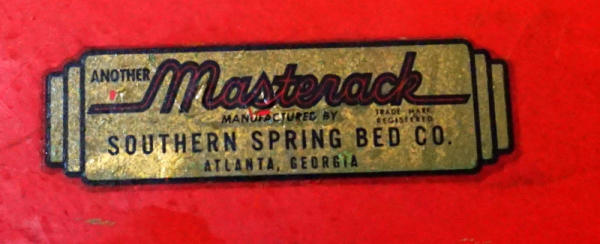 ANOTHER Masterack
MANUFACTURED BY
TRADE MARK
REGISTERED
SOUTHERN SPRING BED CO.
ATLANTA, GEORGIA